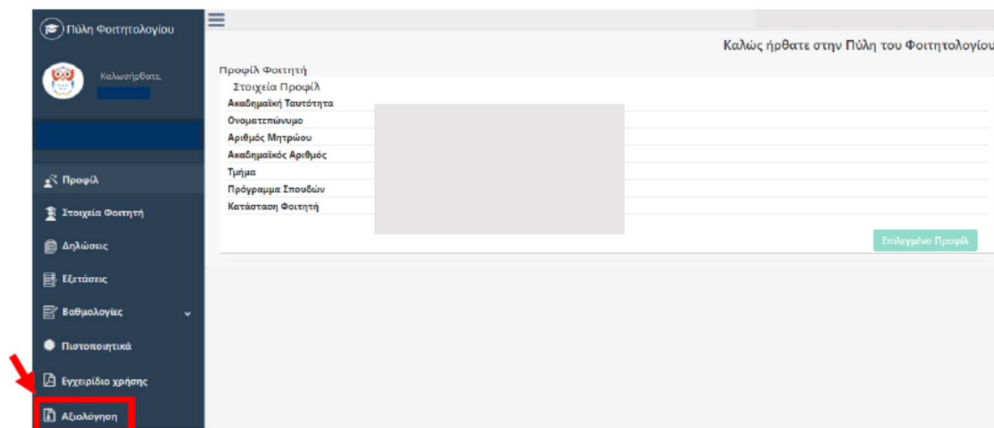 Πύλη Φοιτητολογίου
Καλωσήρθατε,
Προφίλ
Στοιχεία Φοιτητή
Δηλώσεις
Εξετάσεις
Βαθμολογίες
Πιστοποιητικά
Εγχειρίδιο χρήσης
Αξιολόγηση
Καλώς ήρθατε στην Πύλη του Φοιτητολογίου
Προφίλ Φοιτητή
Στοιχεία Προφίλ
Ακαδημαϊκή Ταυτότητα
Ονοματεπώνυμο
Αριθμός Μητρώου
Ακαδημαϊκός Αριθμός
Τμήμα
Πρόγραμμα Σπουδών
Κατάσταση Φοιτητή
Επιλεγμένο Προφίλ